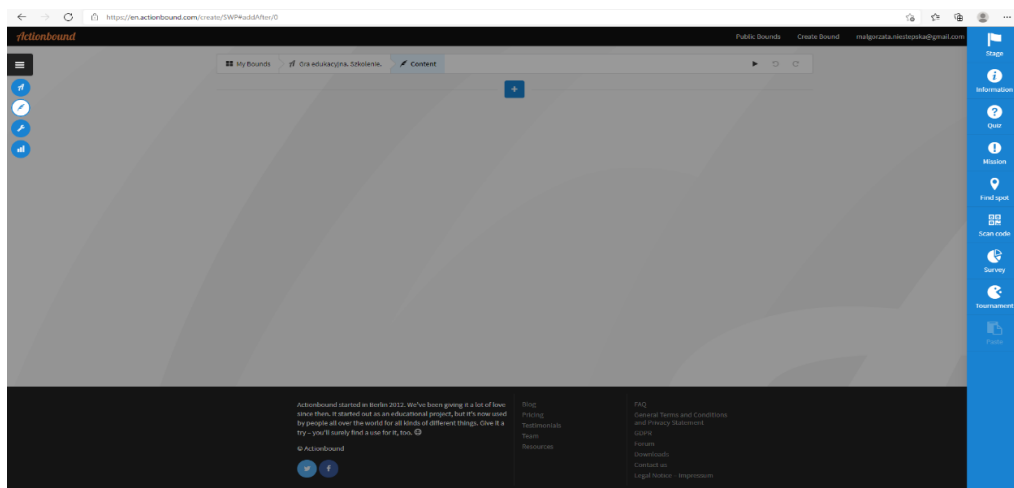 https://en.actionbound.com/create/SWP#addAfter/0
Actionbound
Public Bounds Create Bound malgorzata.niestepska@gmail.com
My Bounds Gra edukacyjna. Szkolenie. Content
Stage
Information
Quiz
Mission
Find spot
Scan code
Survey
Tournament
Paste
Actionbound started in Berlin 2012. We've been giving it a lot of love
since then. It started out as an educational project, but it's now used
by people all over the world for all kinds of different things. Give it a
try – you'll surely find a use for it, too.
© Actionbound
Blog
Pricing
Testimonials
Team
Resources
FAQ
General Terms and Conditions
and Privacy Statement
GDPR
Forum
Downloads
Contact us
Legal Notice – Impressum